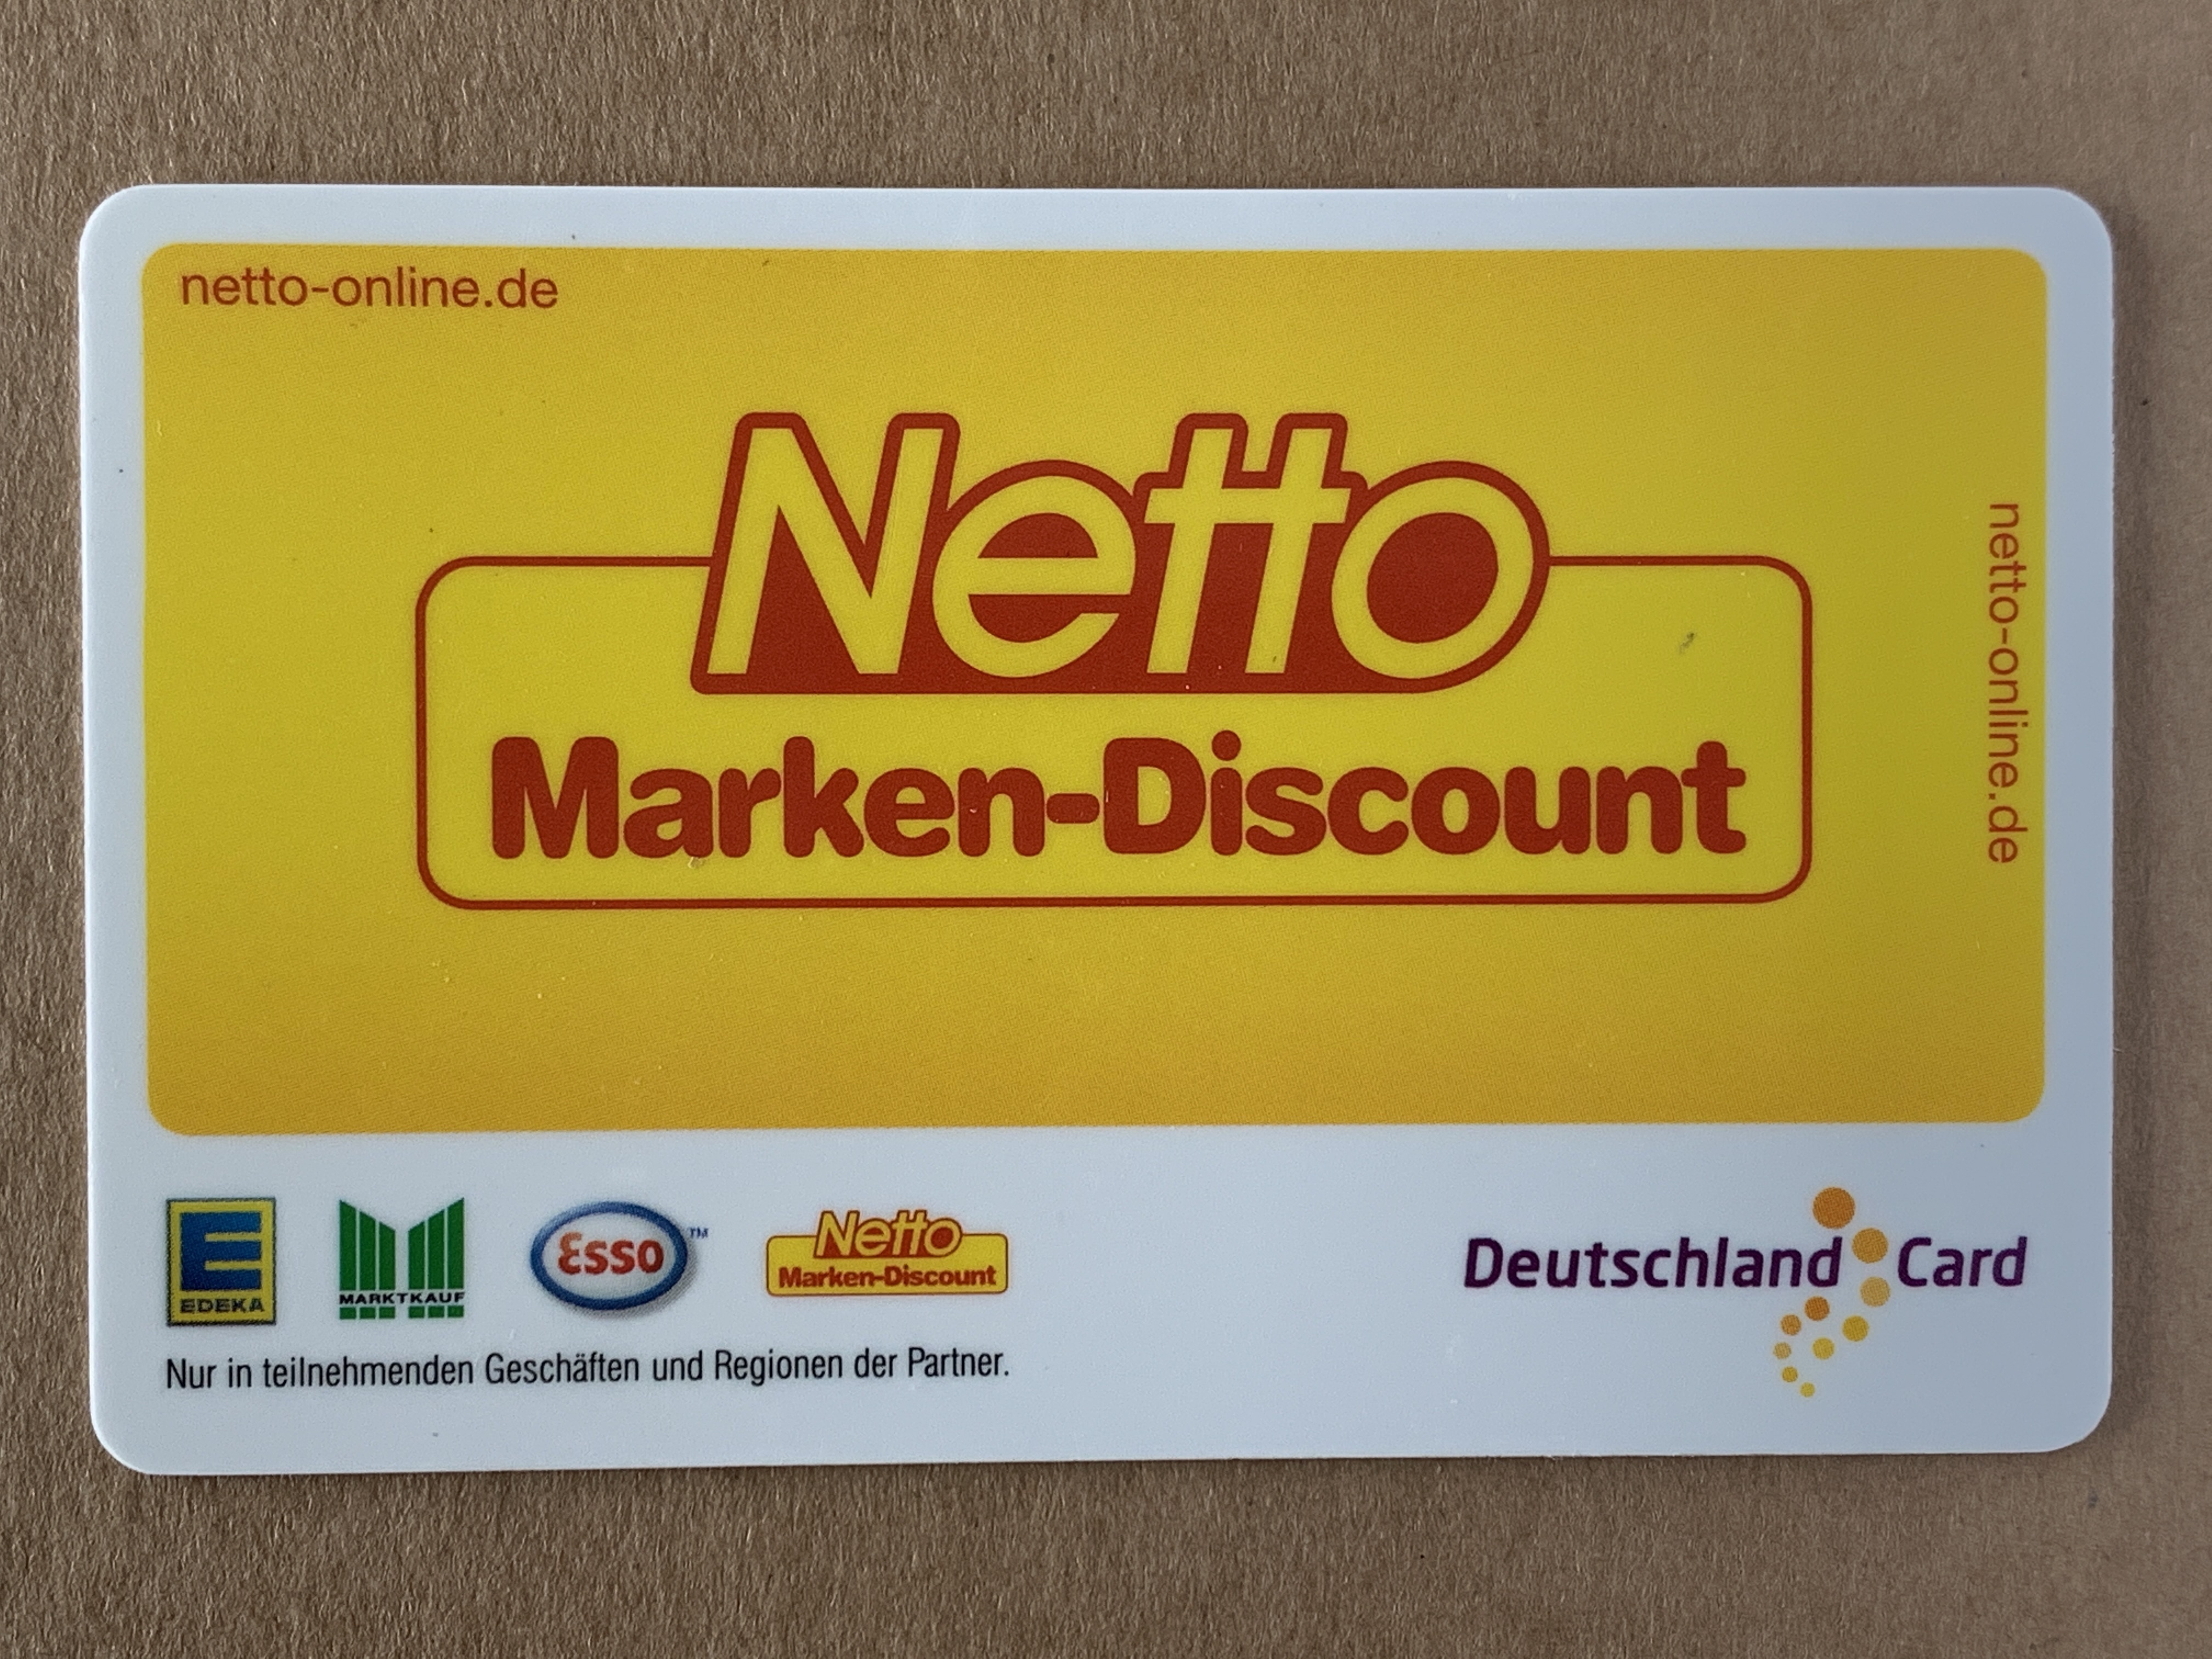 netto-online.de
Netto
Marken-Discount
netto-online.de
EDEKA
MARKTKAUF
Esso™
Netto
Marken-Discount
Deutschland Card
Nur in teilnehmenden Geschäften und Regionen der Partner.